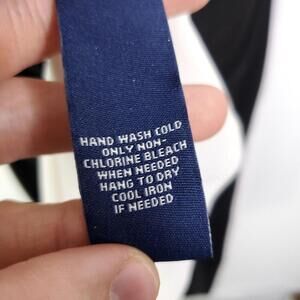 HAND WASH COLD
ONLY NON-
CHLORINE BLEACH
WHEN NEEDED
HANG TO DRY
COOL IRON
IF NEEDED